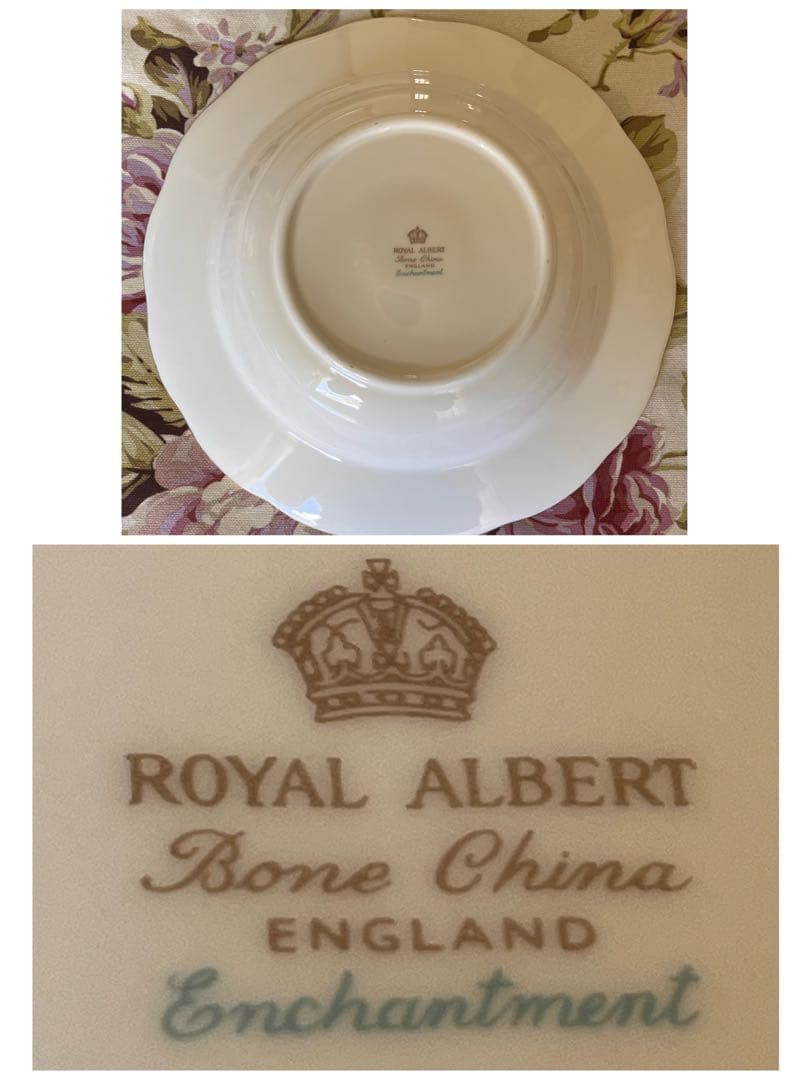 ROYAL ALBERT
Bone China
ENGLAND
Enchantment
ROYAL ALBERT
Bone China
ENGLAND
Enchantment